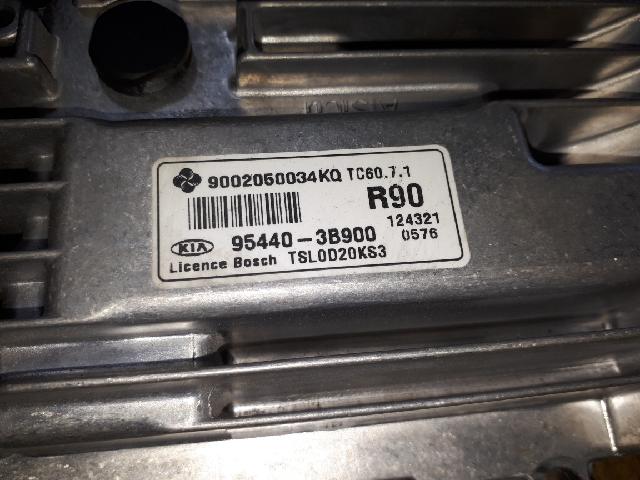 9002050034KQ TC60.7.1
R90
124321
KIA 95440-3B900 0576
Licence Bosch TSL0D20KS3